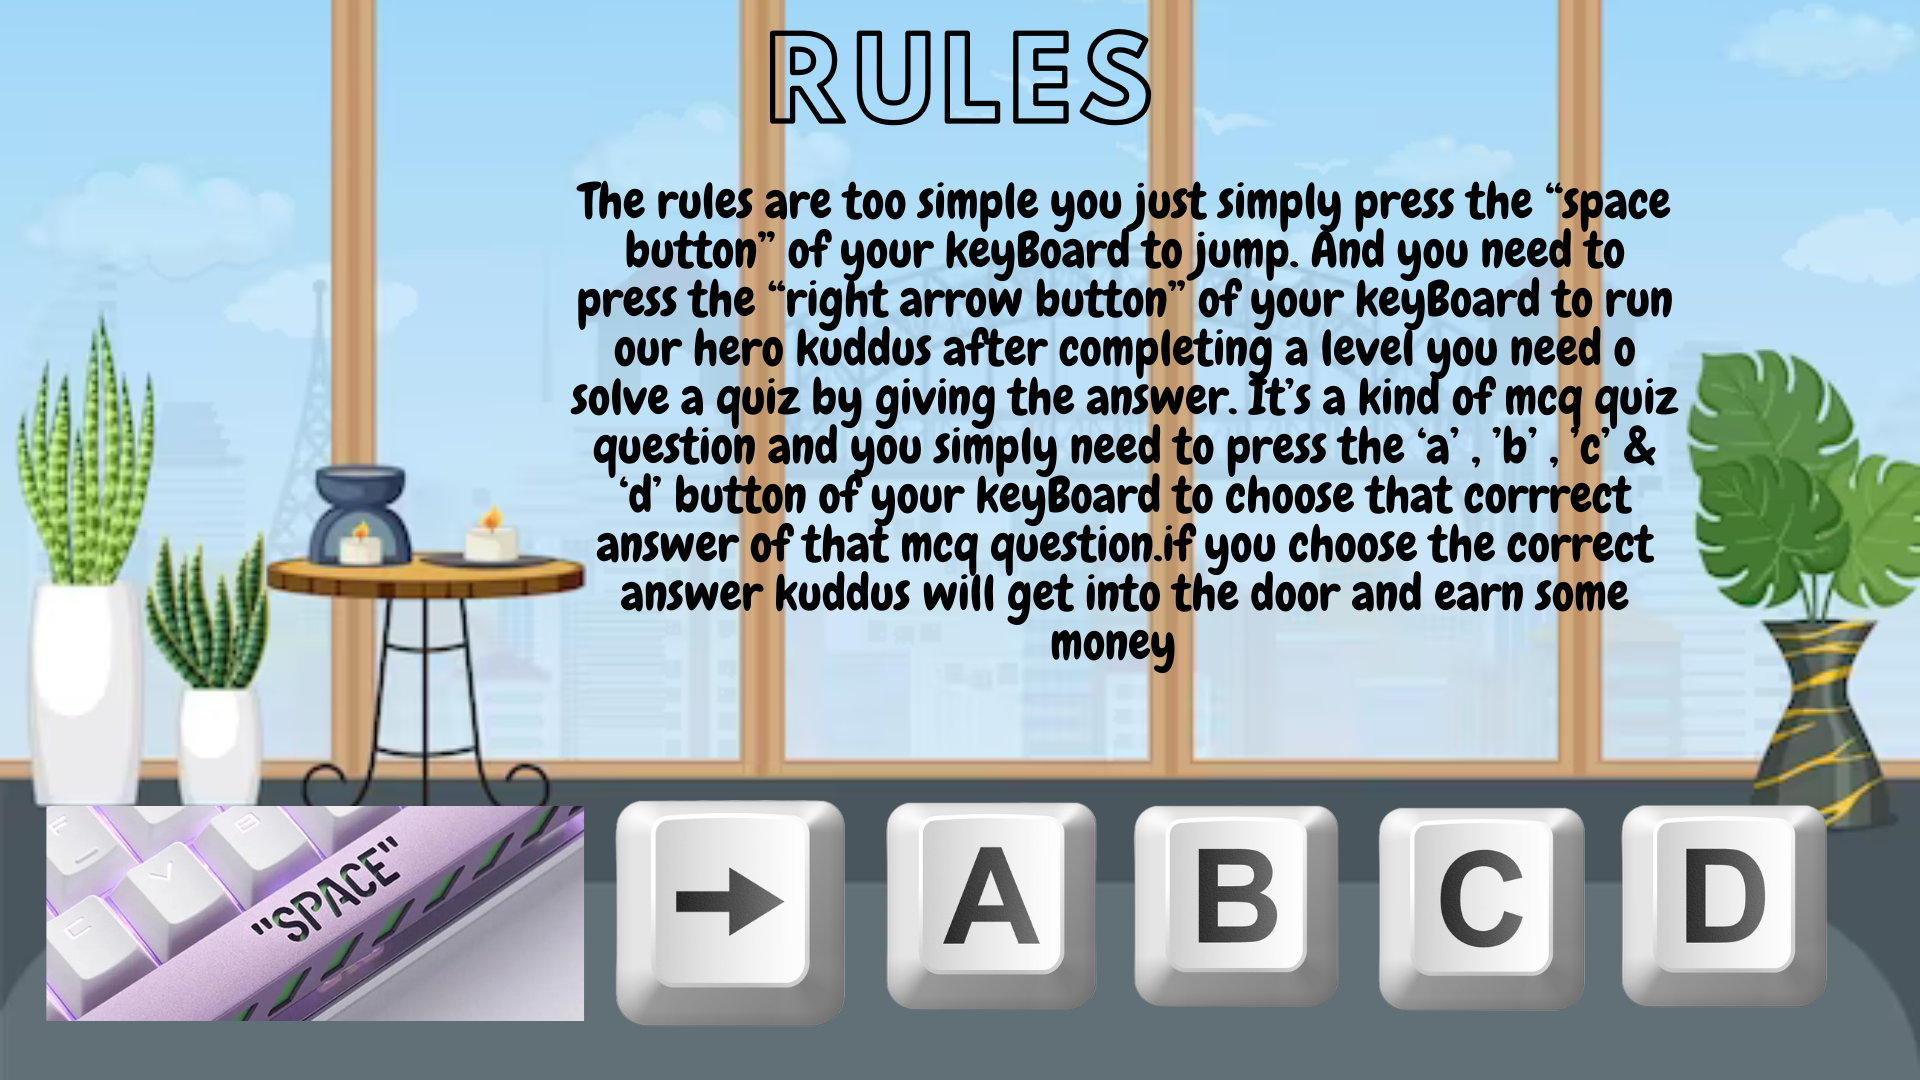 RULES
The rules are too simple you just simply press the “space
button” of your keyBoard to jump. And you need to
press the “right arrow button” of your keyBoard to run
our hero kuddus after completing a level you need o
solve a quiz by giving the answer. It’s a kind of mcq quiz
question and you simply need to press the ‘a’ , ’b’ , ’c’ &
‘d’ button of your keyBoard to choose that corrrect
answer of that mcq question.if you choose the correct
answer kuddus will get into the door and earn some
money
"SPACE"
A
B
C
D